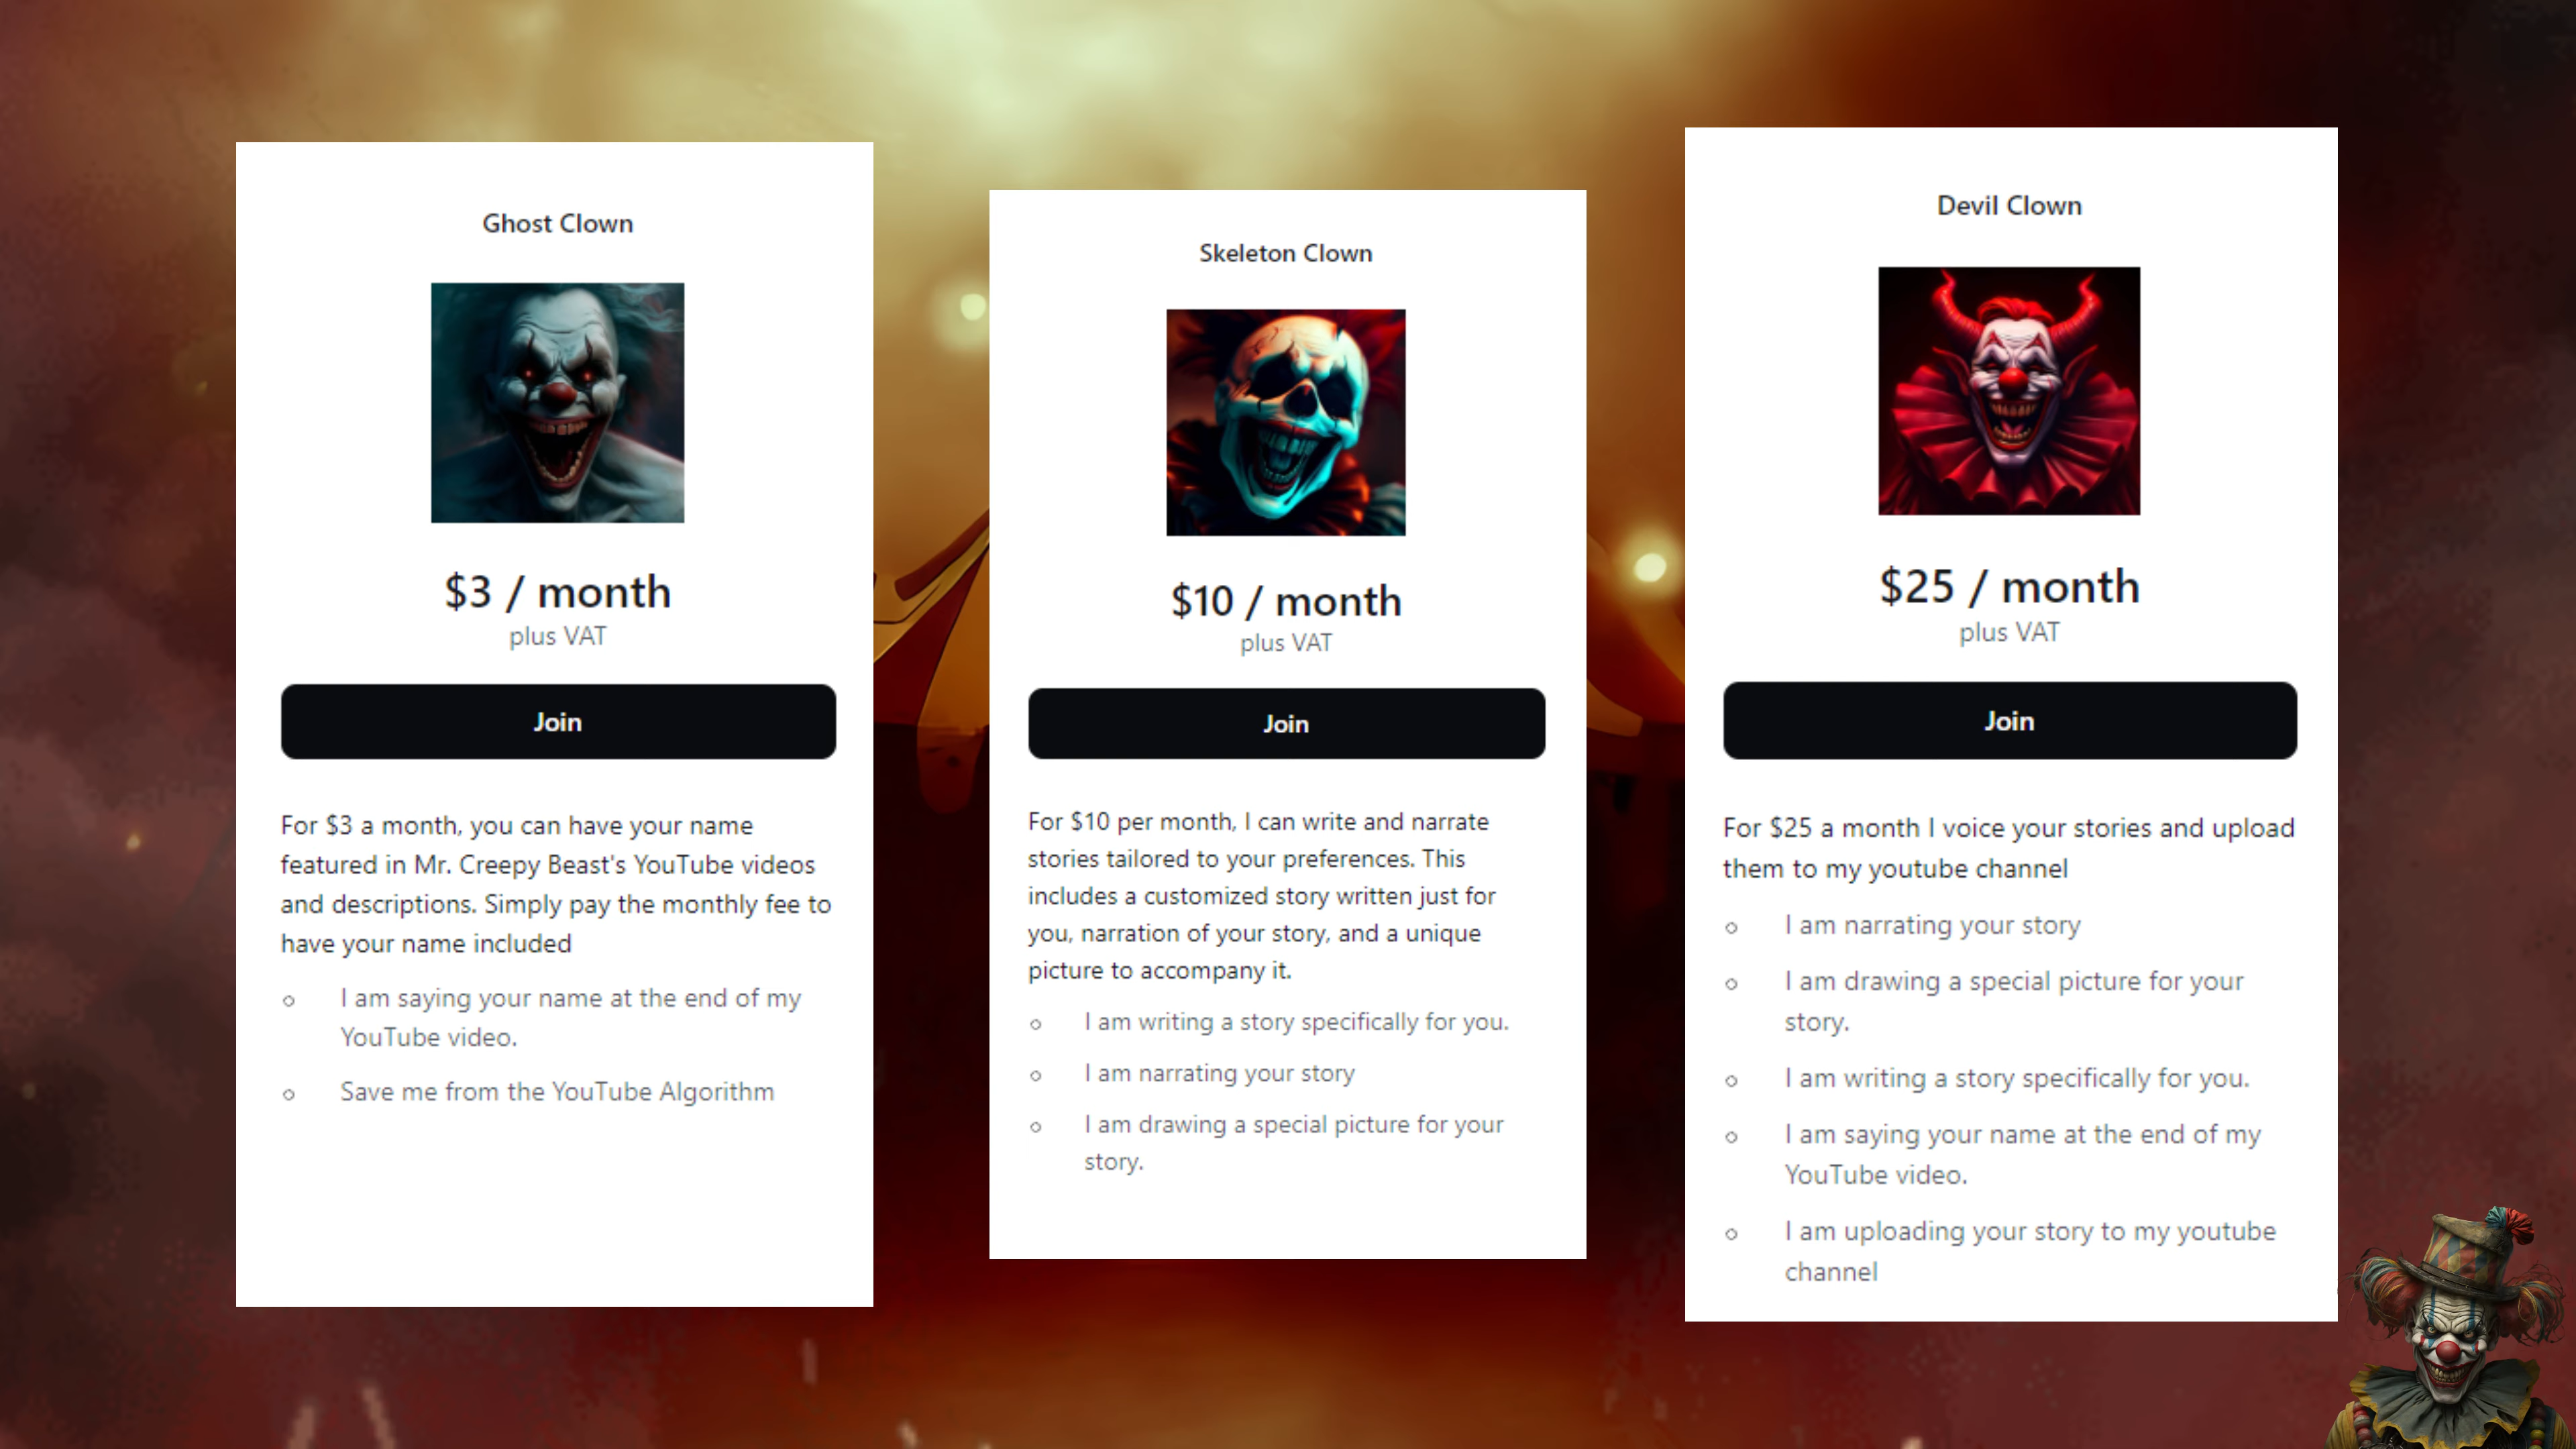 Ghost Clown
$3 / month
plus VAT
Join
For $3 a month, you can have your name
featured in Mr. Creepy Beast's YouTube videos
and descriptions. Simply pay the monthly fee to
have your name included
I am saying your name at the end of my
YouTube video.
Save me from the YouTube Algorithm
Skeleton Clown
$10 / month
plus VAT
Join
For $10 per month, I can write and narrate
stories tailored to your preferences. This
includes a customized story written just for
you, narration of your story, and a unique
picture to accompany it.
I am writing a story specifically for you.
I am narrating your story
I am drawing a special picture for your
story.
Devil Clown
$25 / month
plus VAT
Join
For $25 a month I voice your stories and upload
them to my youtube channel
I am narrating your story
I am drawing a special picture for your
story.
I am writing a story specifically for you.
I am saying your name at the end of my
YouTube video.
I am uploading your story to my youtube
channel